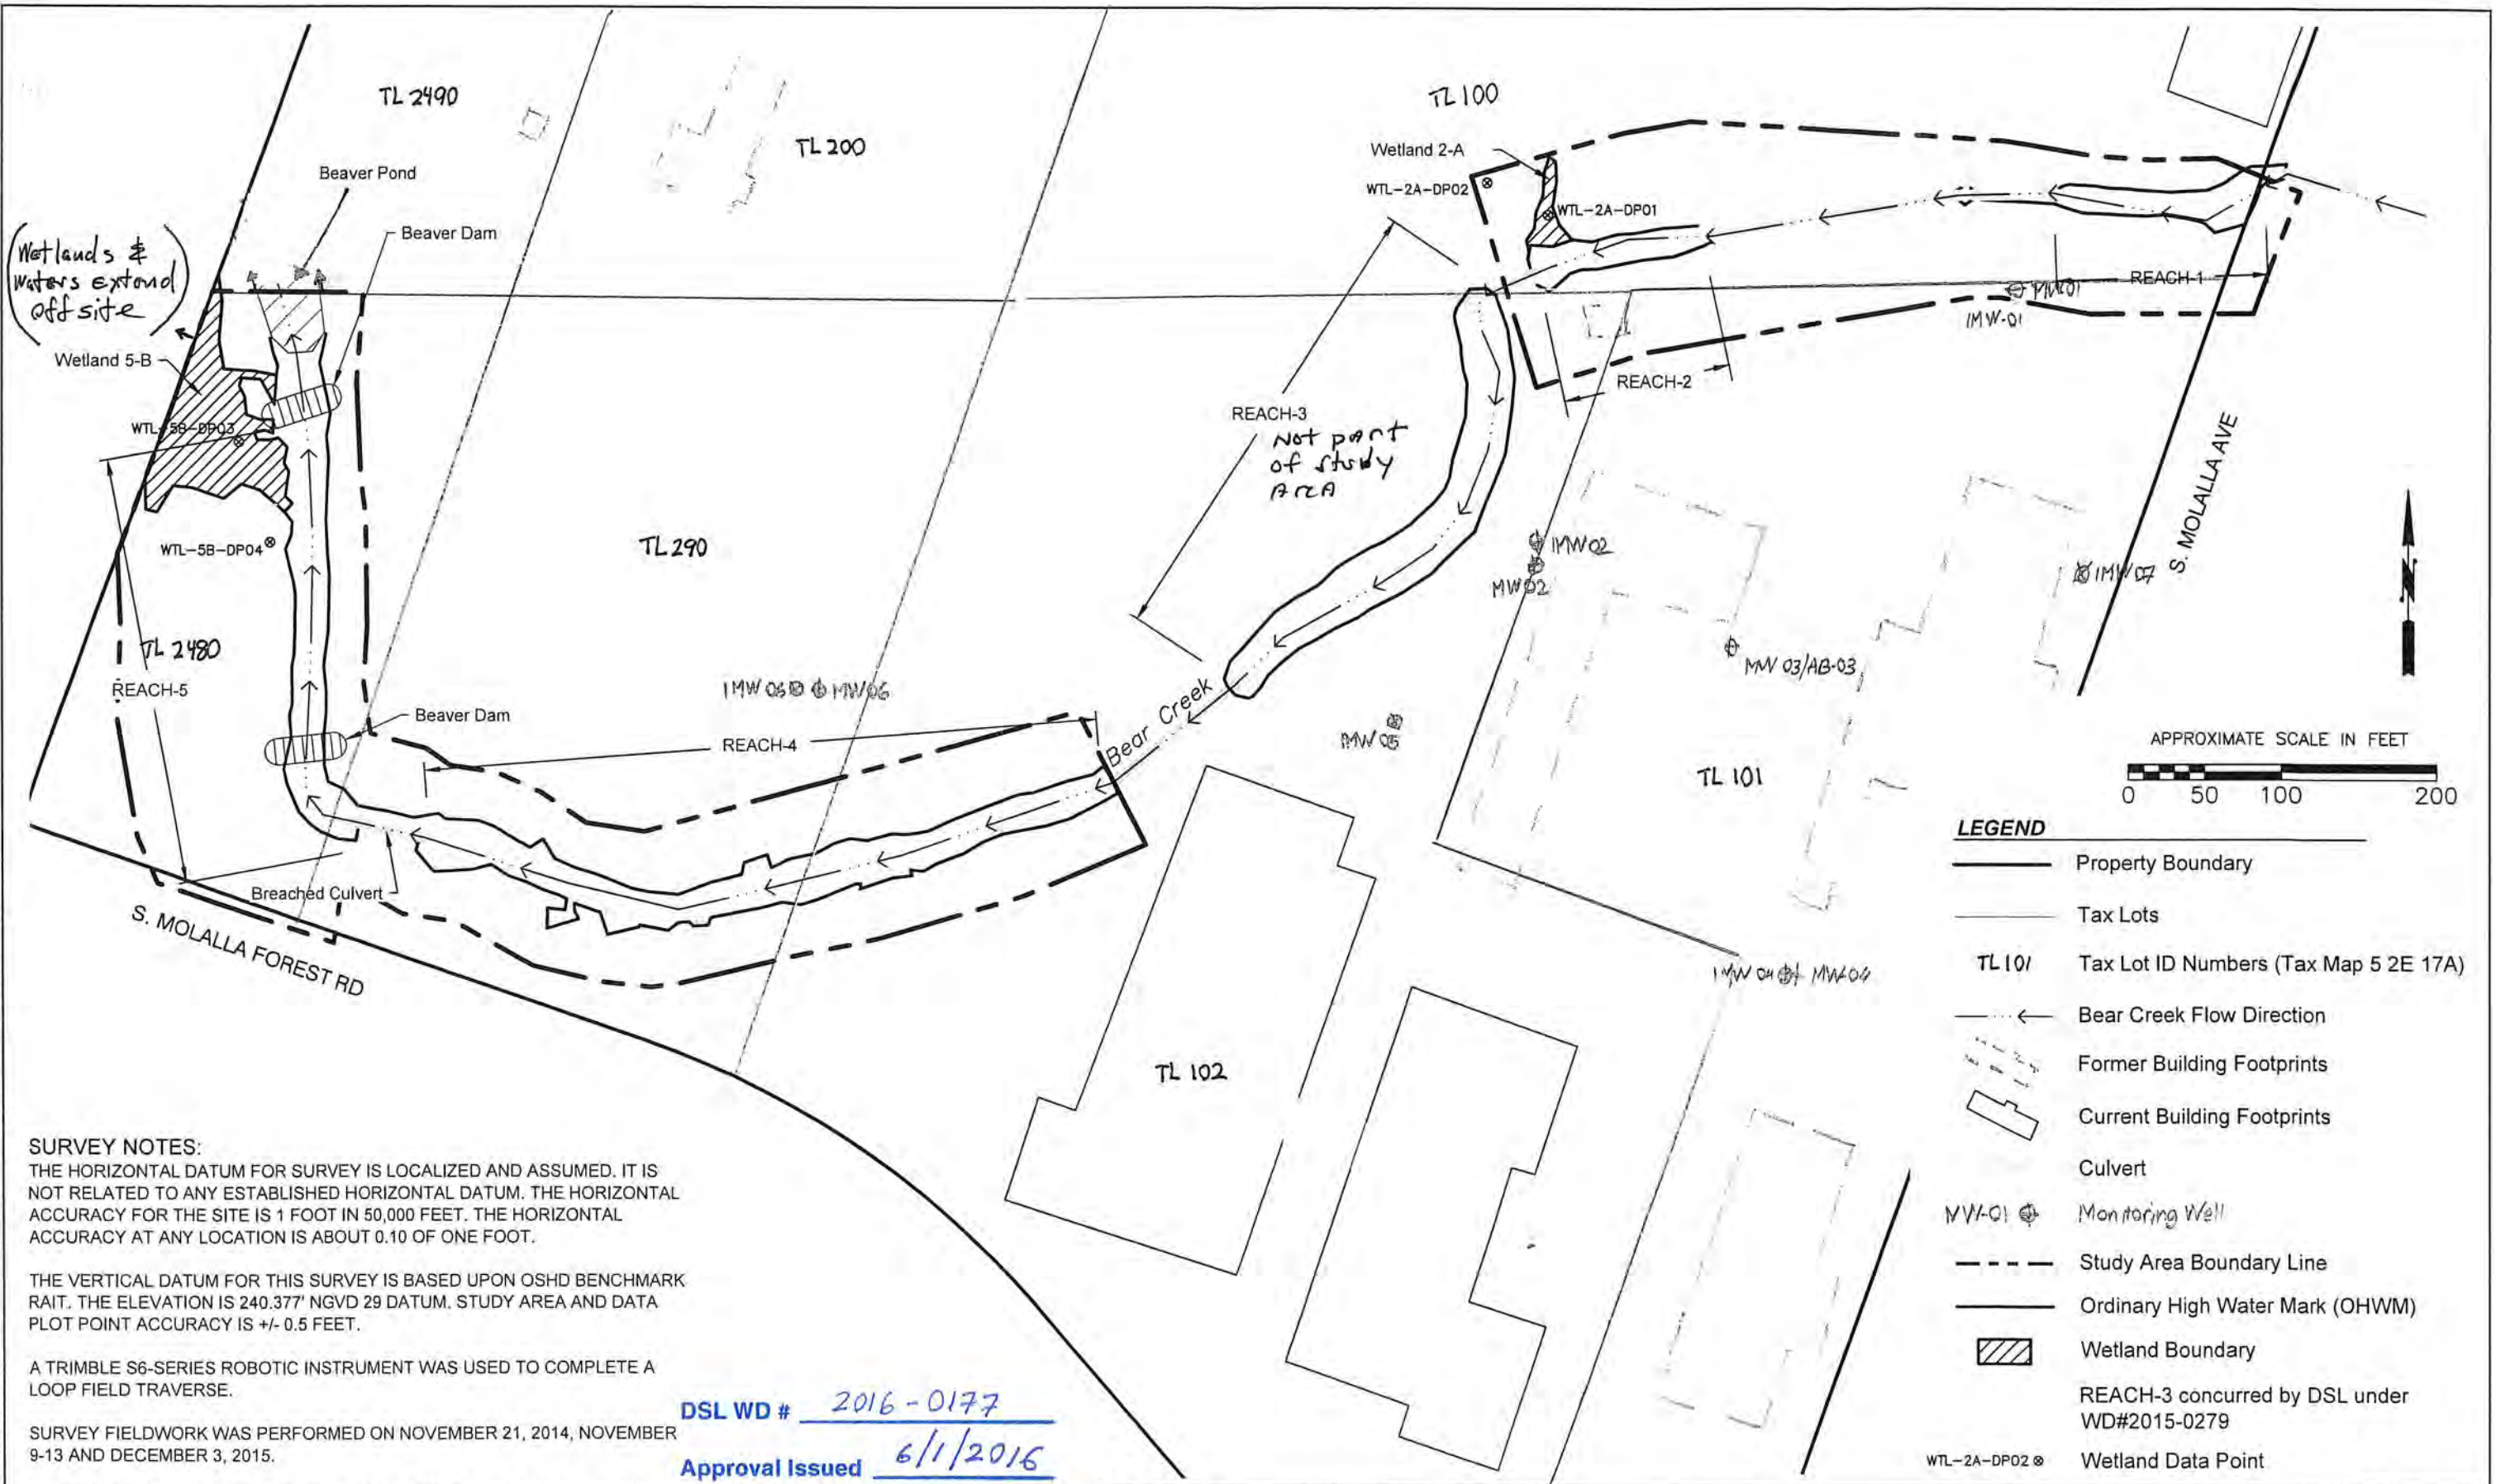 TL 2490
TL 200
TL 100
Beaver Pond
Beaver Dam
(Wetlands &
Waters extend
off site)
Wetland 5-B
WTL-5B-DP03
WTL-5B-DP04
TL 2480
REACH-5
Beaver Dam
TL 290
IMW 06 MW06
REACH-4
Breached Culvert
S. MOLALLA FOREST RD
Wetland 2-A
WTL-2A-DP02
WTL-2A-DP01
REACH-3
Not part
of study
Area
REACH-2
REACH-1
MW01
IMW-01
S. MOLALLA AVE
IMW02
MW02
IMW 07
MW 03/AB-03
IMW 05
Bear Creek
TL 101
TL 102
IMW 04 MW04
N
APPROXIMATE SCALE IN FEET
0 50 100 200
LEGEND
Property Boundary
Tax Lots
TL 101 Tax Lot ID Numbers (Tax Map 5 2E 17A)
Bear Creek Flow Direction
Former Building Footprints
Current Building Footprints
Culvert
MW-01 Monitoring Well
Study Area Boundary Line
Ordinary High Water Mark (OHWM)
Wetland Boundary
REACH-3 concurred by DSL under
WD#2015-0279
WTL-2A-DP02 Wetland Data Point
SURVEY NOTES:
THE HORIZONTAL DATUM FOR SURVEY IS LOCALIZED AND ASSUMED. IT IS
NOT RELATED TO ANY ESTABLISHED HORIZONTAL DATUM. THE HORIZONTAL
ACCURACY FOR THE SITE IS 1 FOOT IN 50,000 FEET. THE HORIZONTAL
ACCURACY AT ANY LOCATION IS ABOUT 0.10 OF ONE FOOT.
THE VERTICAL DATUM FOR THIS SURVEY IS BASED UPON OSHD BENCHMARK
RAIT. THE ELEVATION IS 240.377' NGVD 29 DATUM. STUDY AREA AND DATA
PLOT POINT ACCURACY IS +/- 0.5 FEET.
A TRIMBLE S6-SERIES ROBOTIC INSTRUMENT WAS USED TO COMPLETE A
LOOP FIELD TRAVERSE.
SURVEY FIELDWORK WAS PERFORMED ON NOVEMBER 21, 2014, NOVEMBER
9-13 AND DECEMBER 3, 2015.
DSL WD # 2016-0177
Approval Issued 6/1/2016